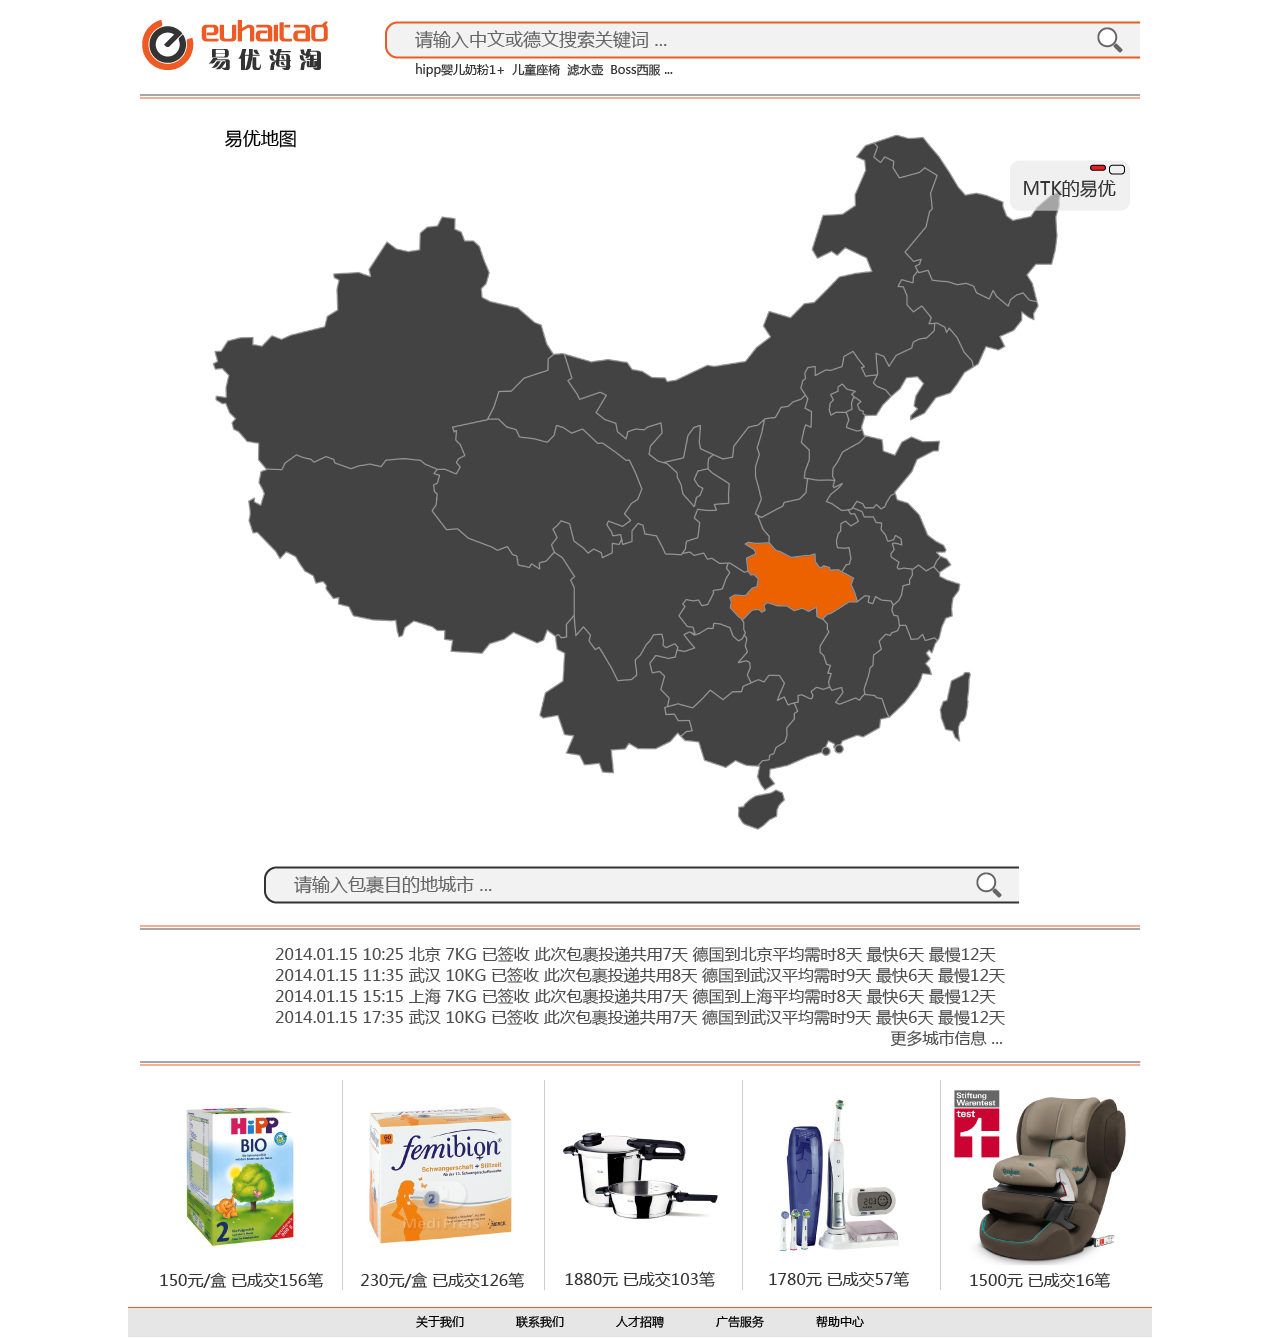 euhaitao
易优海淘
请输入中文或德文搜索关键词 ...
hipp婴儿奶粉1+ 儿童座椅 滤水壶 Boss西服 ...
易优地图
MTK的易优
请输入包裹目的地城市 ...
2014.01.15 10:25 北京 7KG 已签收 此次包裹投递共用7天 德国到北京平均需时8天 最快6天 最慢12天
2014.01.15 11:35 武汉 10KG 已签收 此次包裹投递共用8天 德国到武汉平均需时9天 最快6天 最慢12天
2014.01.15 15:15 上海 7KG 已签收 此次包裹投递共用7天 德国到上海平均需时8天 最快6天 最慢12天
2014.01.15 17:35 武汉 10KG 已签收 此次包裹投递共用7天 德国到武汉平均需时9天 最快6天 最慢12天
更多城市信息 ...
HiPP
BIO
2
femibion
Schwangerschaft + Stillzeit
2
MediPreis
Stiftung
Warentest
test
150元/盒 已成交156笔
230元/盒 已成交126笔
1880元 已成交103笔
1780元 已成交57笔
1500元 已成交16笔
关于我们
联系我们
人才招聘
广告服务
帮助中心